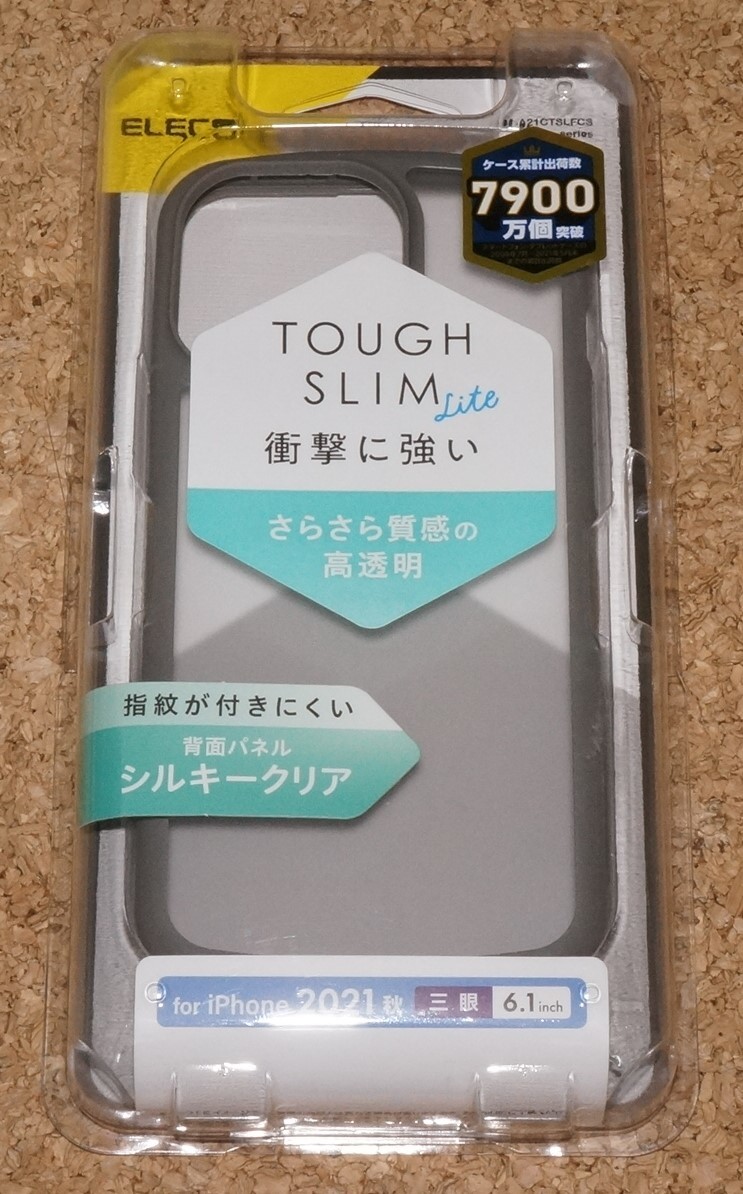 ELECOM
series
ケース累計出荷数
7900
万個 突破
TOUGH
SLIM Lite
衝撃に強い
さらさら質感の
高透明
指紋が付きにくい
背面パネル
シルキークリア
for iPhone 2021 秋 三眼 6.1inch